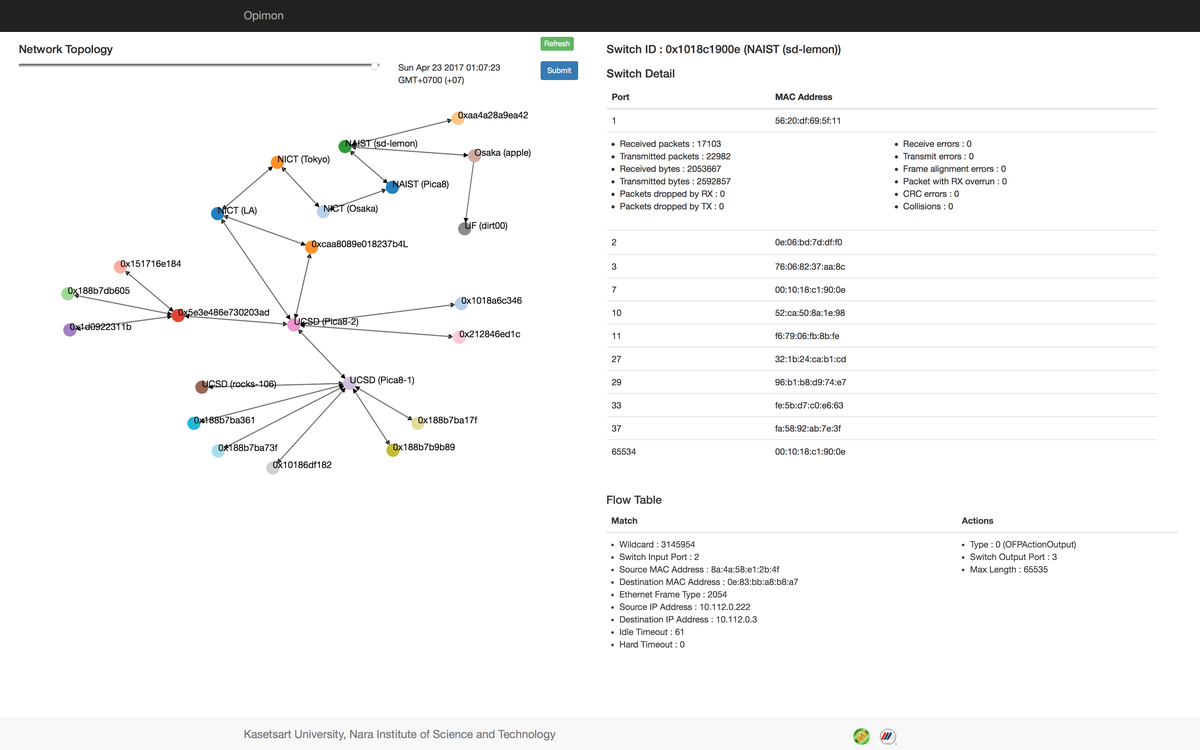 Opimon
Network Topology
Refresh
Sun Apr 23 2017 01:07:23
GMT+0700 (+07)
Submit
0xaa4a28a9ea42
NAIST (sd-lemon)
Osaka (apple)
NICT (Tokyo)
NAIST (Pica8)
NICT (LA)
NICT (Osaka)
UF (dirt00)
0xcaa8089e018237b4L
0x151716e184
0x188b7db605
0x1018a6c346
0x5e3e486e730203ad
UCSD (Pica8-2)
0x1d0922311b
0x212846ed1c
UCSD (rocks-106)
UCSD (Pica8-1)
0x188b7ba361
0x188b7ba17f
0x188b7ba73f
0x188b7b9b89
0x10186df182
Switch ID : 0x1018c1900e (NAIST (sd-lemon))
Switch Detail
Port MAC Address
1 56:20:df:69:5f:11
Received packets : 17103
Transmitted packets : 22982
Received bytes : 2053667
Transmitted bytes : 2592857
Packets dropped by RX : 0
Packets dropped by TX : 0
Receive errors : 0
Transmit errors : 0
Frame alignment errors : 0
Packet with RX overrun : 0
CRC errors : 0
Collisions : 0
2 0e:06:bd:7d:df:f0
3 76:06:82:37:aa:8c
7 00:10:18:c1:90:0e
10 52:ca:50:8a:1e:98
11 f6:79:06:fb:8b:fe
27 32:1b:24:ca:b1:cd
29 96:b1:b8:d9:74:e7
33 fe:5b:d7:c0:e6:63
37 fa:58:92:ab:7e:3f
65534 00:10:18:c1:90:0e
Flow Table
Match Actions
Wildcard : 3145954
Switch Input Port : 2
Source MAC Address : 8a:4a:58:e1:2b:4f
Destination MAC Address : 0e:83:bb:a8:b8:a7
Ethernet Frame Type : 2054
Source IP Address : 10.112.0.222
Destination IP Address : 10.112.0.3
Idle Timeout : 61
Hard Timeout : 0
Type : 0 (OFPActionOutput)
Switch Output Port : 3
Max Length : 65535
Kasetsart University, Nara Institute of Science and Technology